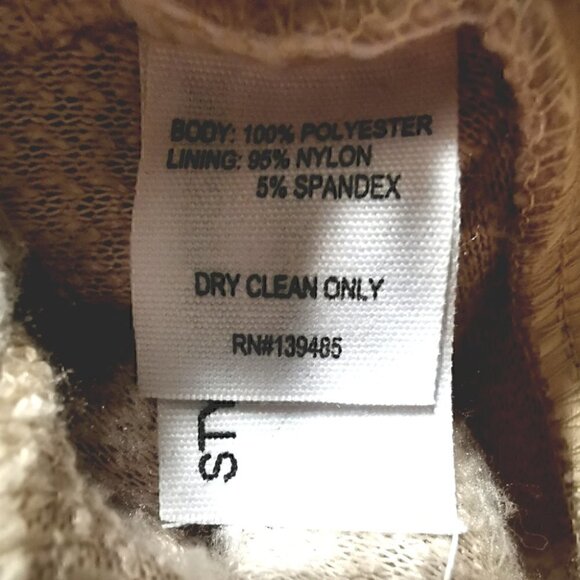 BODY: 100% POLYESTER
LINING: 95% NYLON
5% SPANDEX
DRY CLEAN ONLY
RN#139485